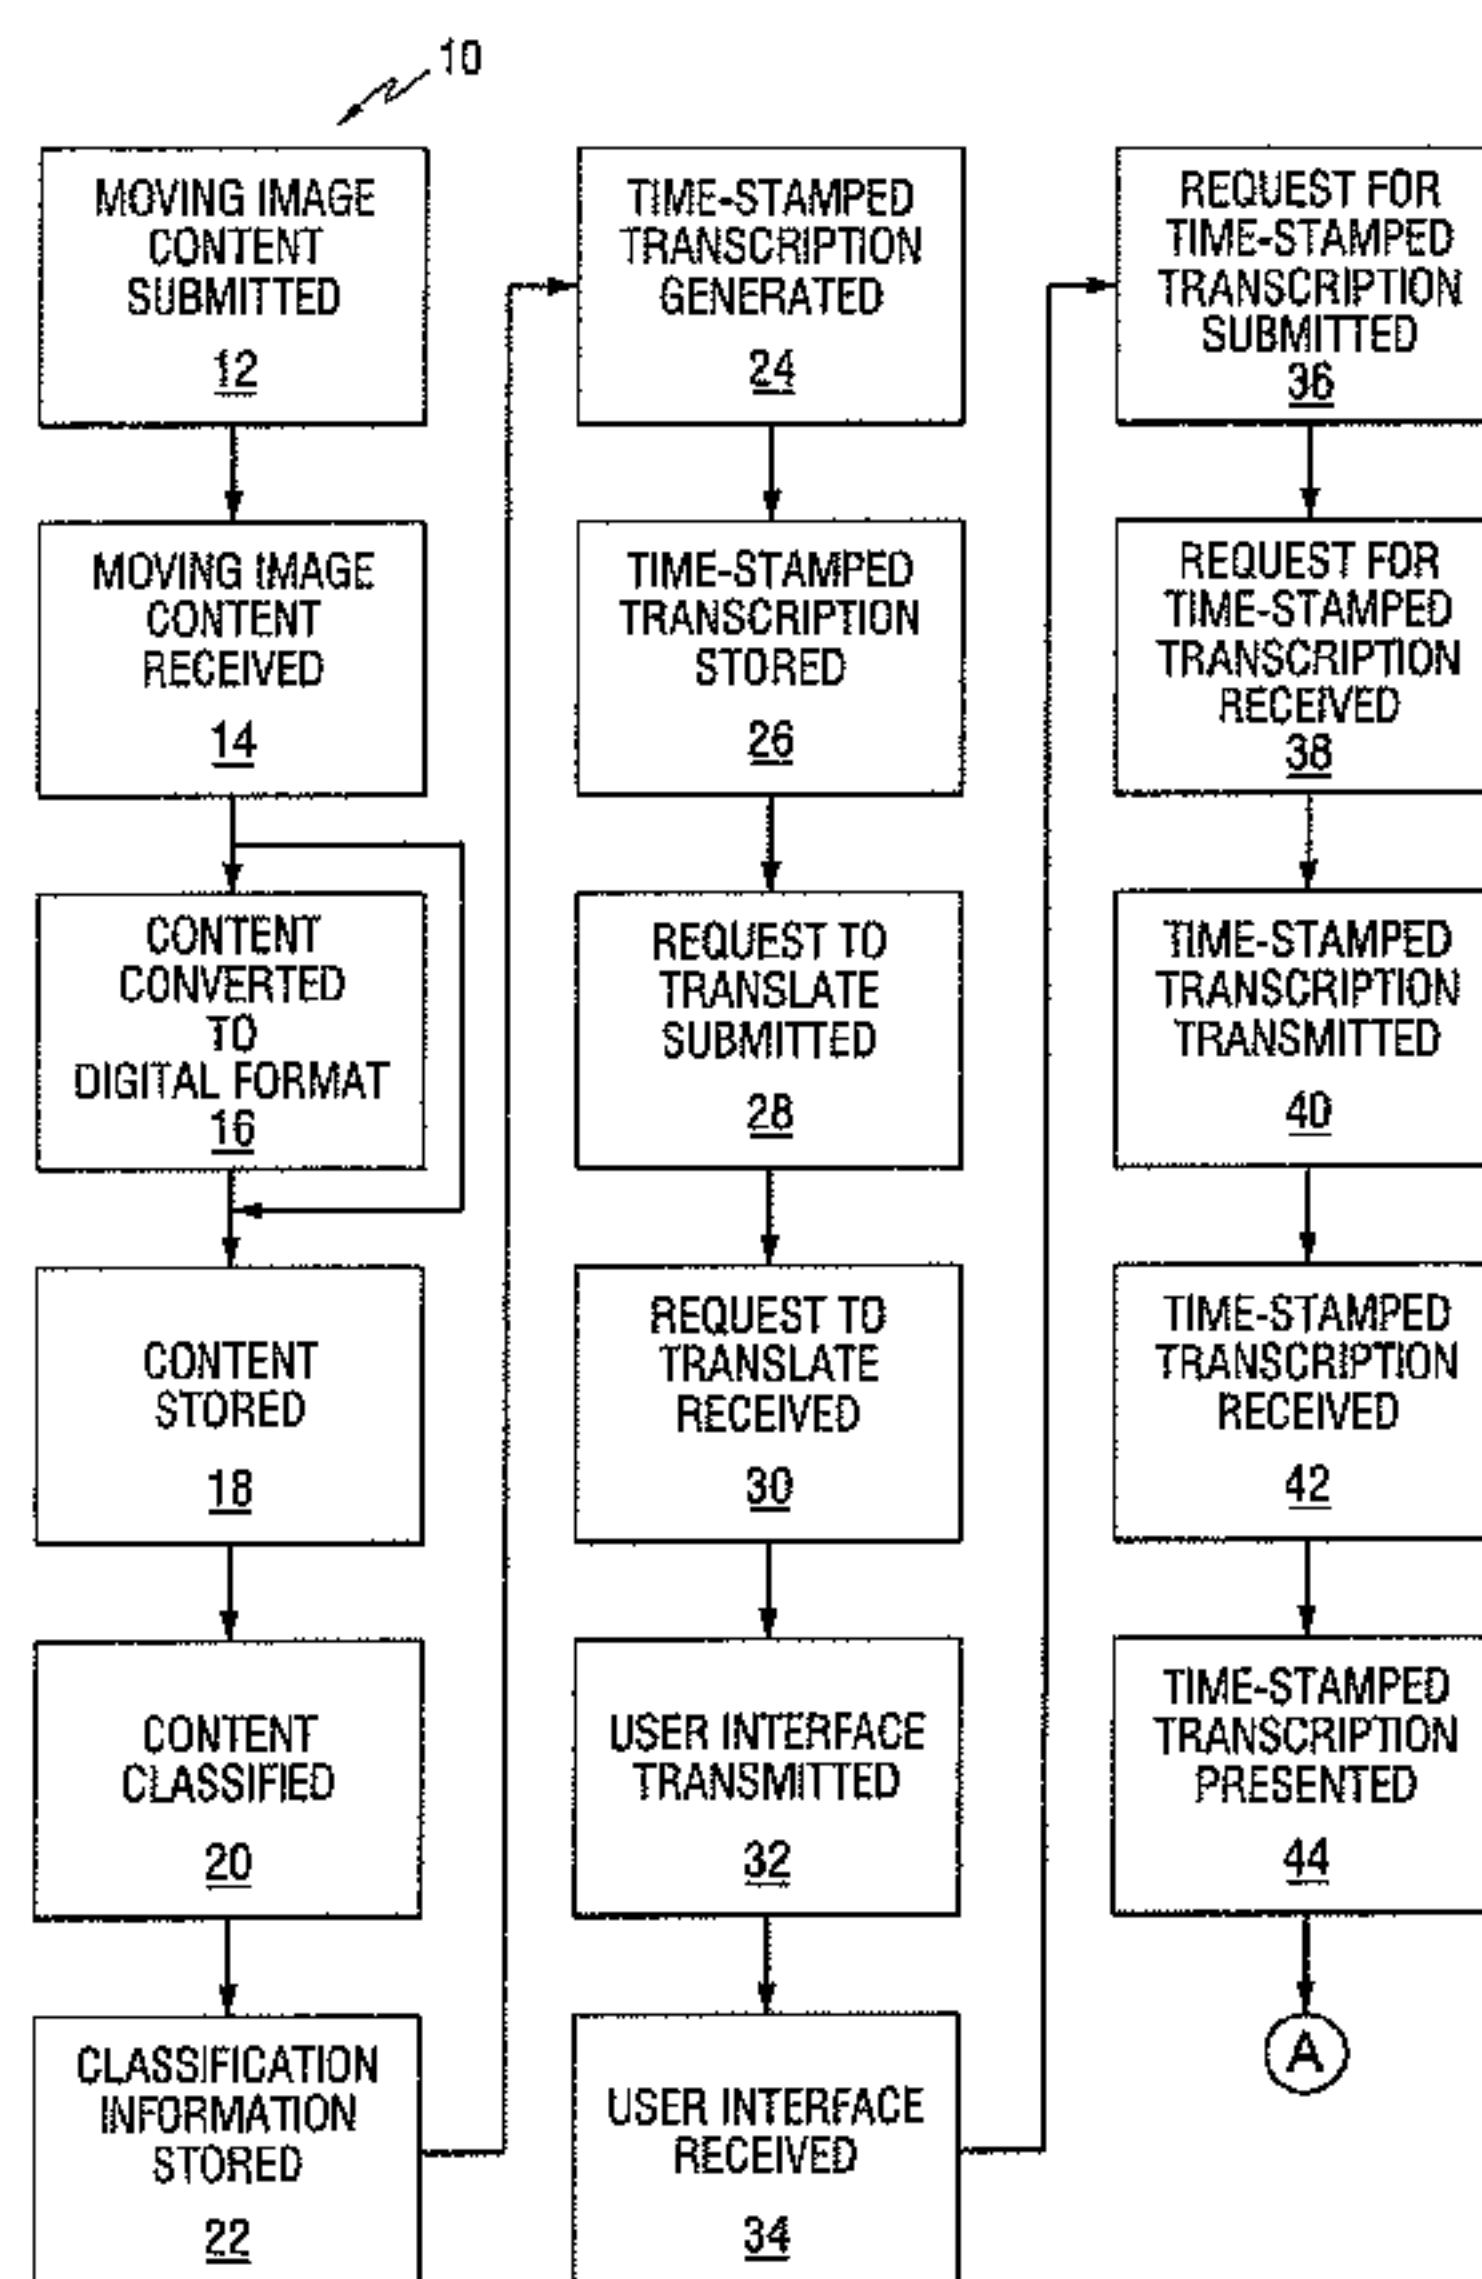 10
MOVING IMAGE
CONTENT
SUBMITTED
12
MOVING IMAGE
CONTENT
RECEIVED
14
CONTENT
CONVERTED
TO
DIGITAL FORMAT
16
CONTENT
STORED
18
CONTENT
CLASSIFIED
20
CLASSIFICATION
INFORMATION
STORED
22
TIME-STAMPED
TRANSCRIPTION
GENERATED
24
TIME-STAMPED
TRANSCRIPTION
STORED
26
REQUEST TO
TRANSLATE
SUBMITTED
28
REQUEST TO
TRANSLATE
RECEIVED
30
USER INTERFACE
TRANSMITTED
32
USER INTERFACE
RECEIVED
34
REQUEST FOR
TIME-STAMPED
TRANSCRIPTION
SUBMITTED
36
REQUEST FOR
TIME-STAMPED
TRANSCRIPTION
RECEIVED
38
TIME-STAMPED
TRANSCRIPTION
TRANSMITTED
40
TIME-STAMPED
TRANSCRIPTION
RECEIVED
42
TIME-STAMPED
TRANSCRIPTION
PRESENTED
44
A